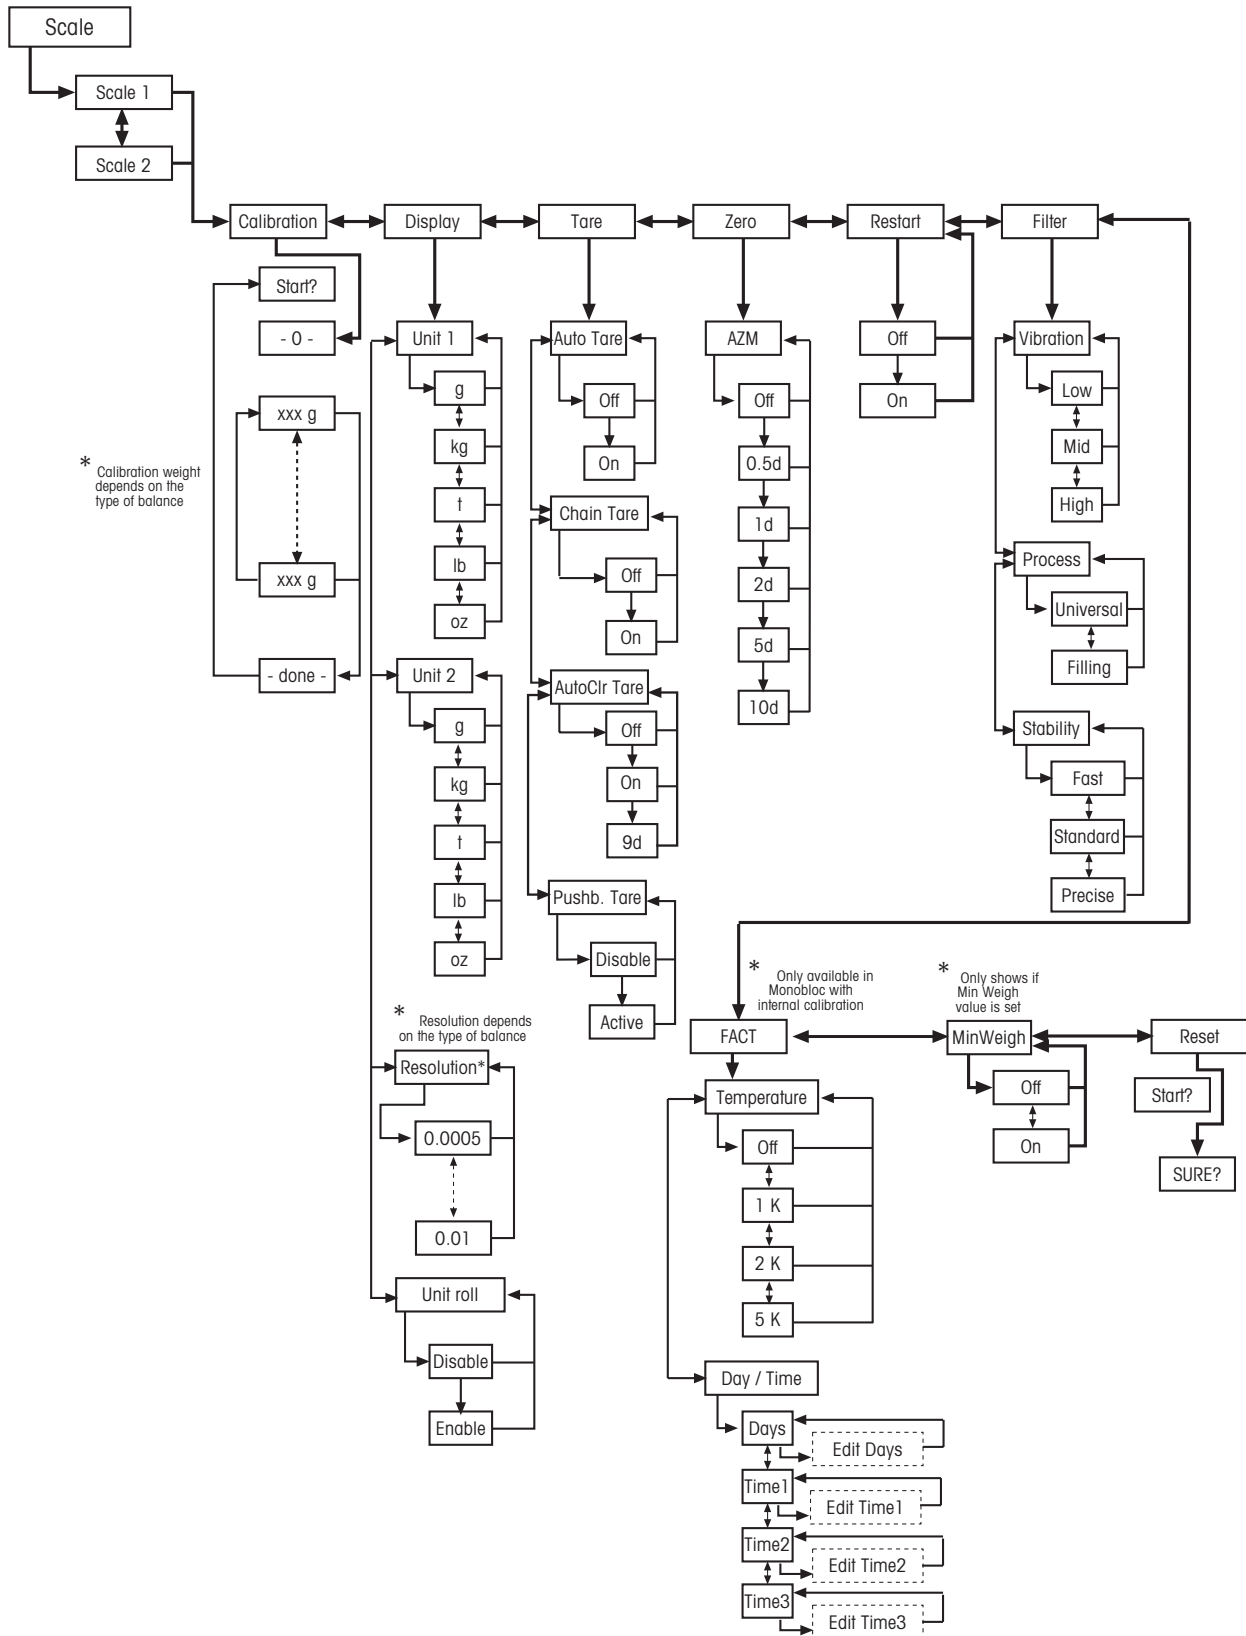 Scale
Scale 1
Scale 2
Calibration
Display
Tare
Zero
Restart
Filter
Start?
- 0 -
xxx g
* Calibration weight
depends on the
type of balance
xxx g
- done -
Unit 1
g
kg
t
lb
oz
Unit 2
g
kg
t
lb
oz
* Resolution depends
on the type of balance
Resolution*
0.0005
0.01
Unit roll
Disable
Enable
Auto Tare
Off
On
Chain Tare
Off
On
AutoClr Tare
Off
On
9d
Pushb. Tare
Disable
Active
AZM
Off
0.5d
1d
2d
5d
10d
Off
On
Vibration
Low
Mid
High
Process
Universal
Filling
Stability
Fast
Standard
Precise
* Only available in
Monobloc with
internal calibration
FACT
Temperature
Off
1 K
2 K
5 K
Day / Time
Days
Edit Days
Time1
Edit Time1
Time2
Edit Time2
Time3
Edit Time3
* Only shows if
Min Weigh
value is set
MinWeigh
Off
On
Reset
Start?
SURE?